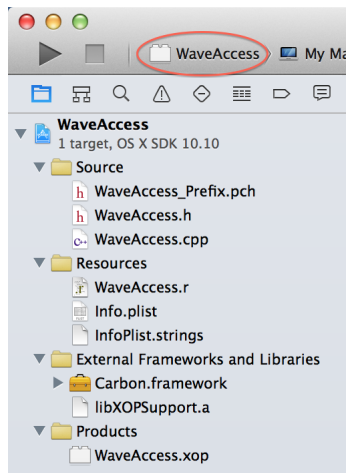 WaveAccess My Ma
WaveAccess
1 target, OS X SDK 10.10
Source
WaveAccess_Prefix.pch
WaveAccess.h
WaveAccess.cpp
Resources
WaveAccess.r
Info.plist
InfoPlist.strings
External Frameworks and Libraries
Carbon.framework
libXOPSupport.a
Products
WaveAccess.xop